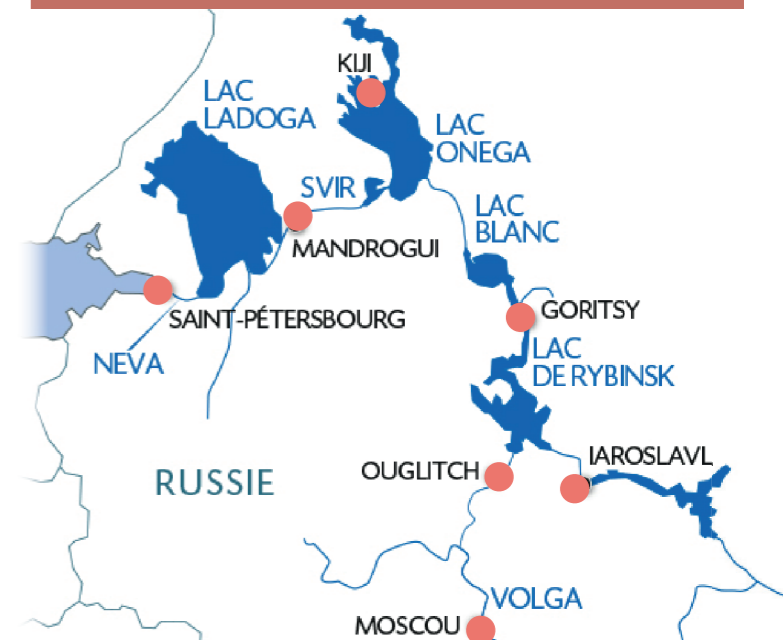 KIJI
LAC
LADOGA
LAC
ONEGA
SVIR
LAC
BLANC
MANDROGUI
GORITSY
SAINT-PÉTERSBOURG
LAC
DE RYBINSK
NEVA
IAROSLAVL
OUGLITCH
RUSSIE
VOLGA
MOSCOU